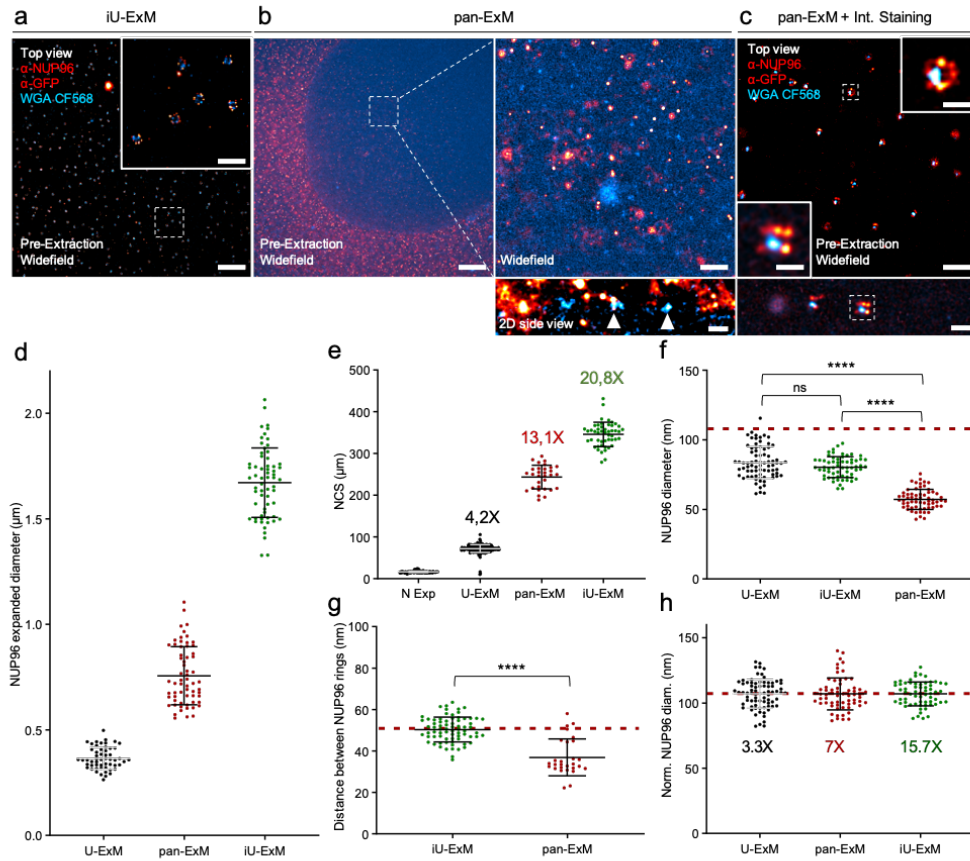 a
iU-ExM
b
pan-ExM
c
pan-ExM + Int. Staining
Top view
α-NUP96
α-GFP
WGA CF568
Pre-Extraction
Widefield
Pre-Extraction
Widefield
Widefield
2D side view
Top view
α-NUP96
α-GFP
WGA CF568
Pre-Extraction
Widefield
d
NUP96 expanded diameter (µm)
2.0
1.5
1.0
0.5
0.0
U-ExM
pan-ExM
iU-ExM
e
NCS (µm)
500
400
300
200
100
0
4,2X
13,1X
20,8X
N Exp
U-ExM
pan-ExM
iU-ExM
f
NUP96 diameter (nm)
150
100
50
0
****
ns
****
U-ExM
iU-ExM
pan-ExM
g
Distance between NUP96 rings (nm)
100
80
60
40
20
0
****
iU-ExM
pan-ExM
h
Norm. NUP96 diam. (nm)
150
100
50
0
3.3X
7X
15.7X
U-ExM
pan-ExM
iU-ExM